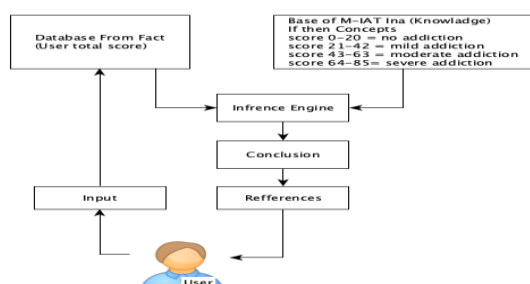 Database From Fact
(User total score)
Base of M-IAT Ina (Knowladge)
If then Concepts
score 0-20 = no addiction
score 21-42 = mild addiction
score 43-63 = moderate addiction
score 64-85= severe addiction
Infrence Engine
Conclusion
Input
Refferences
User